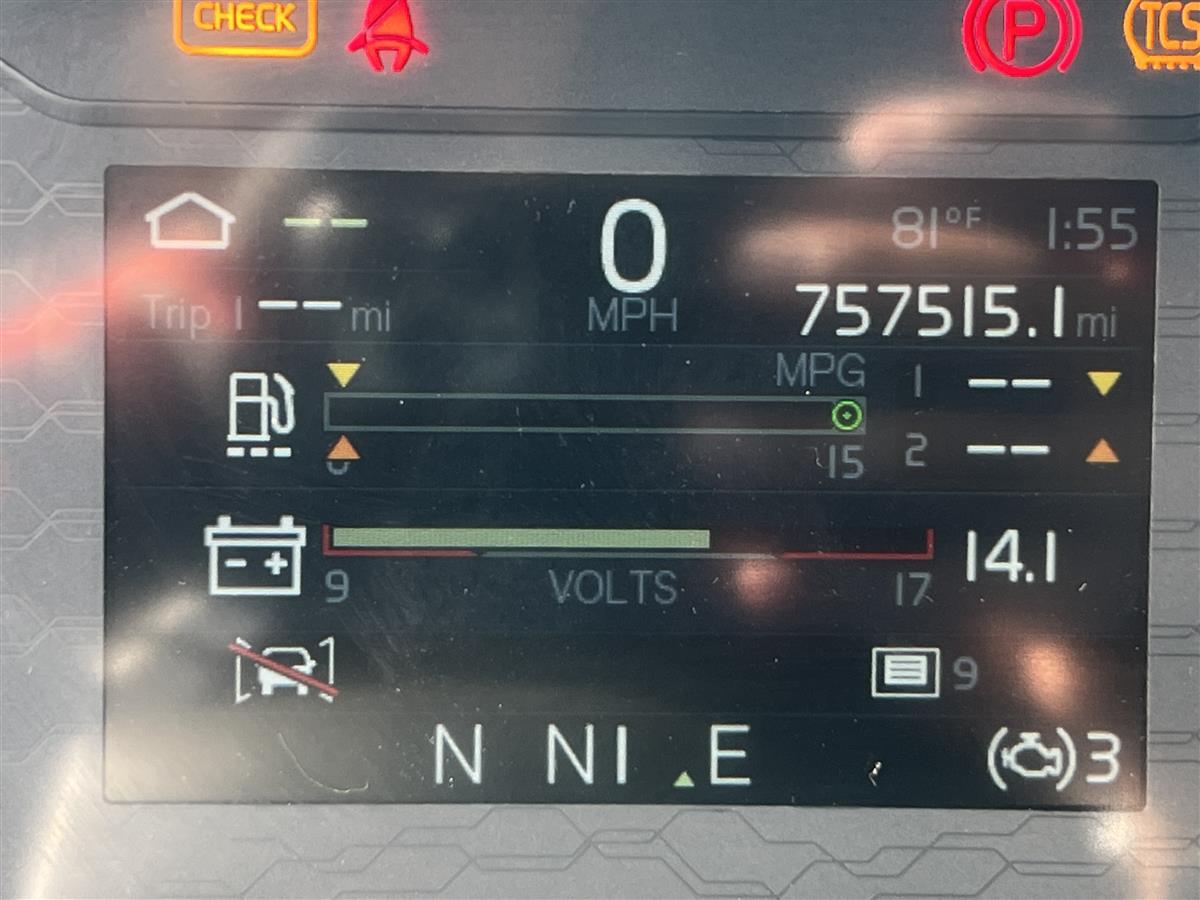 CHECK P TCS
-- 0 81°F 1:55
Trip 1 -- mi MPH 757515.1 mi
MPG 1 --
0 15 2 --
- + 14.1
9 VOLTS 17
9
N N1 E 3